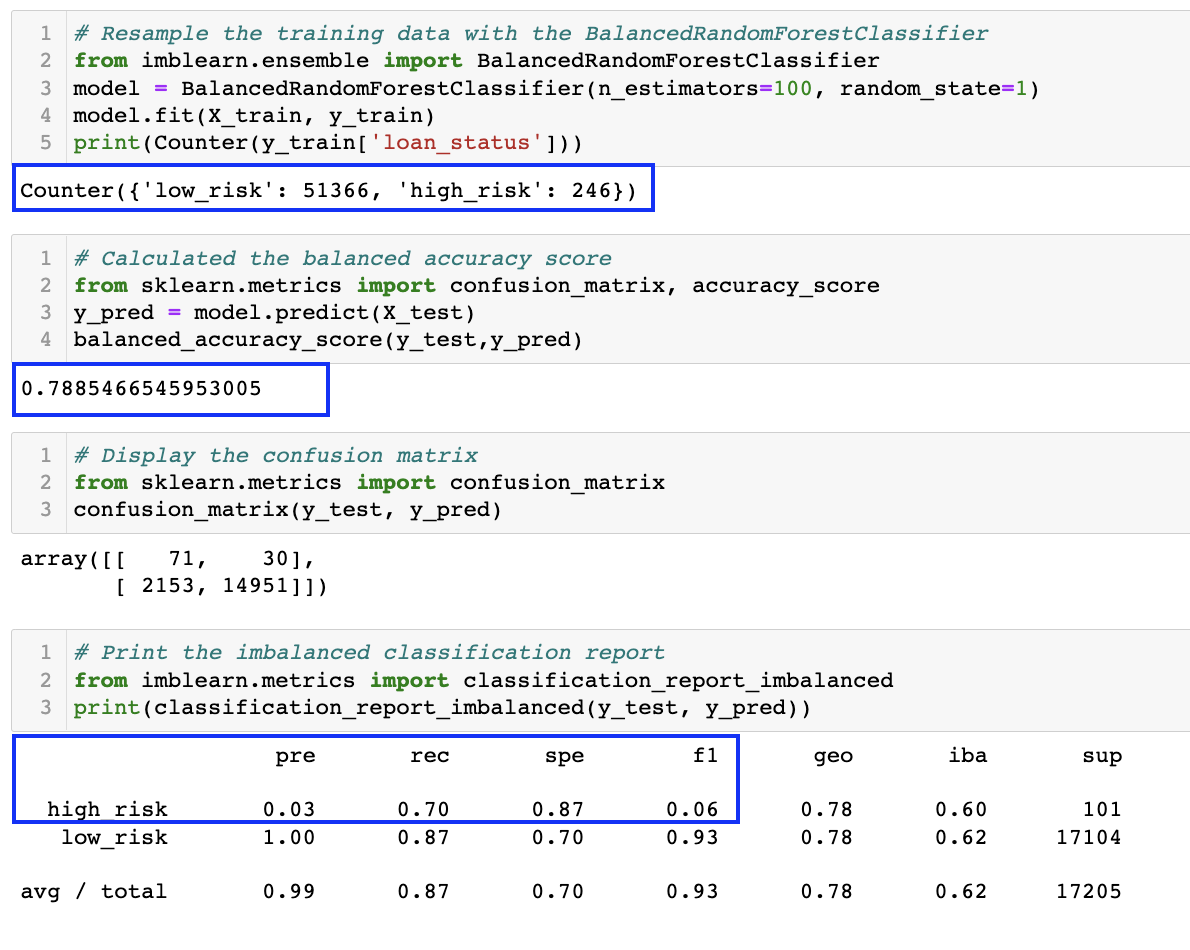 1 # Resample the training data with the BalancedRandomForestClassifier
2 from imblearn.ensemble import BalancedRandomForestClassifier
3 model = BalancedRandomForestClassifier(n_estimators=100, random_state=1)
4 model.fit(X_train, y_train)
5 print(Counter(y_train['loan_status']))
Counter({'low_risk': 51366, 'high_risk': 246})
1 # Calculated the balanced accuracy score
2 from sklearn.metrics import confusion_matrix, accuracy_score
3 y_pred = model.predict(X_test)
4 balanced_accuracy_score(y_test,y_pred)
0.7885466545953005
1 # Display the confusion matrix
2 from sklearn.metrics import confusion_matrix
3 confusion_matrix(y_test, y_pred)
array([[   71,    30],
       [ 2153, 14951]])
1 # Print the imbalanced classification report
2 from imblearn.metrics import classification_report_imbalanced
3 print(classification_report_imbalanced(y_test, y_pred))
pre rec spe f1 geo iba sup
high_risk 0.03 0.70 0.87 0.06 0.78 0.60 101
low_risk 1.00 0.87 0.70 0.93 0.78 0.62 17104
avg / total 0.99 0.87 0.70 0.93 0.78 0.62 17205